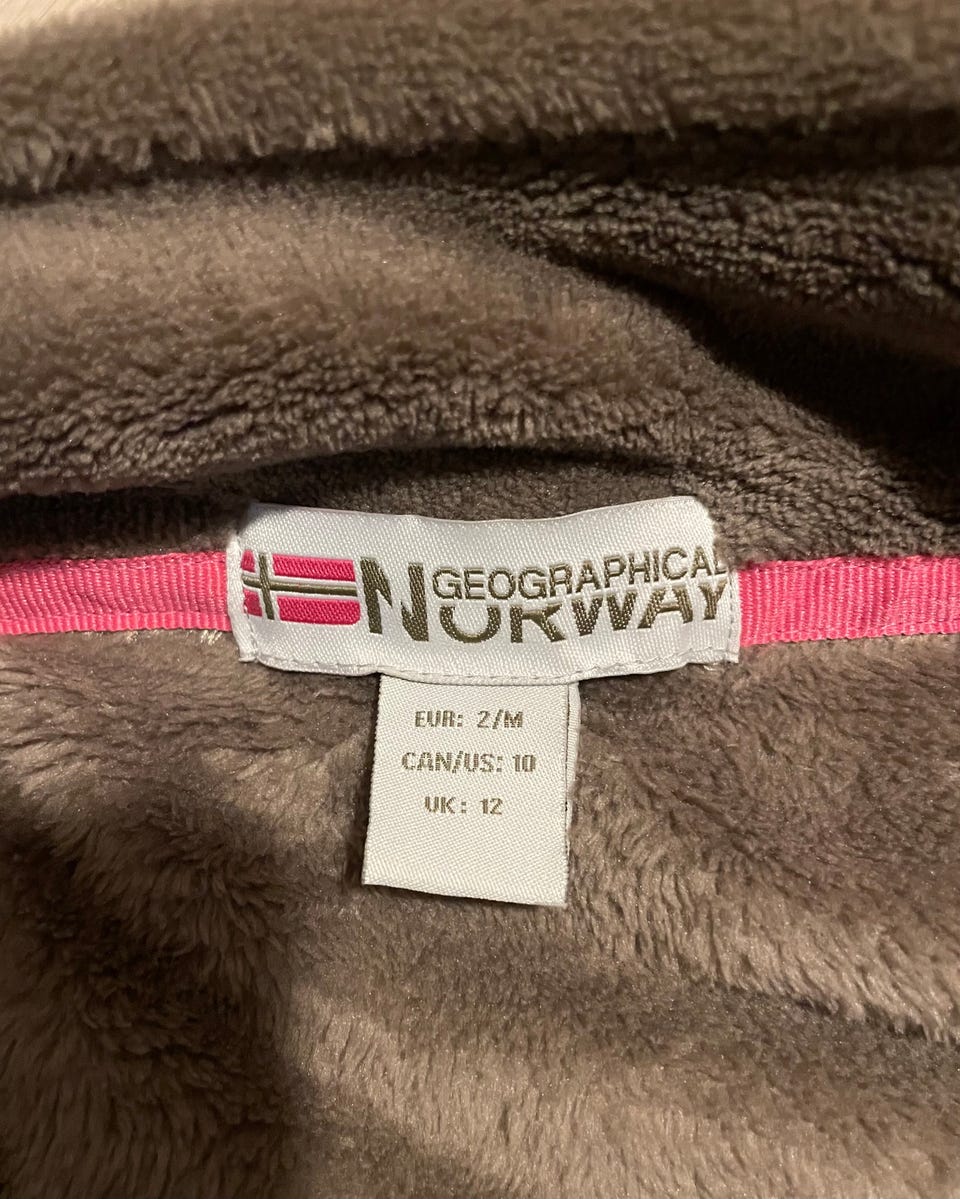 GEOGRAPHICAL
NORWAY
EUR: 2/M
CAN/US: 10
UK: 12